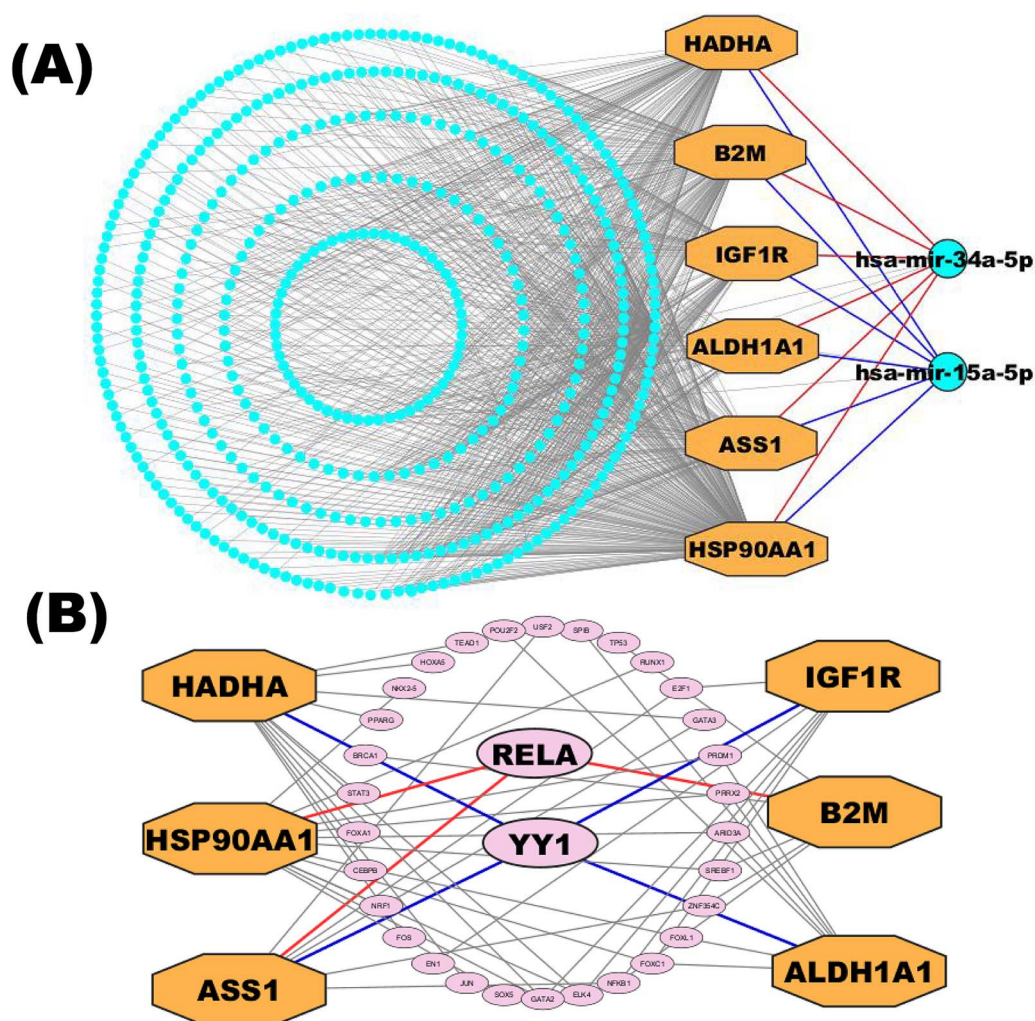 (A)
HADHA
B2M
IGF1R
hsa-mir-34a-5p
ALDH1A1
hsa-mir-15a-5p
ASS1
HSP90AA1
(B)
USF2
POU2F2
SPIB
TEAD1
TP53
HOXA5
RUNX1
HADHA
IGF1R
NKX2-5
E2F1
PPARG
GATA3
BRCA1
RELA
PRDM1
STAT3
PRRX2
B2M
HSP90AA1
FOXA1
YY1
ARID3A
CEBPB
SREBF1
NRF1
ZNF354C
FOS
FOXL1
EN1
FOXC1
ALDH1A1
ASS1
JUN
NFKB1
SOX5
ELK4
GATA2